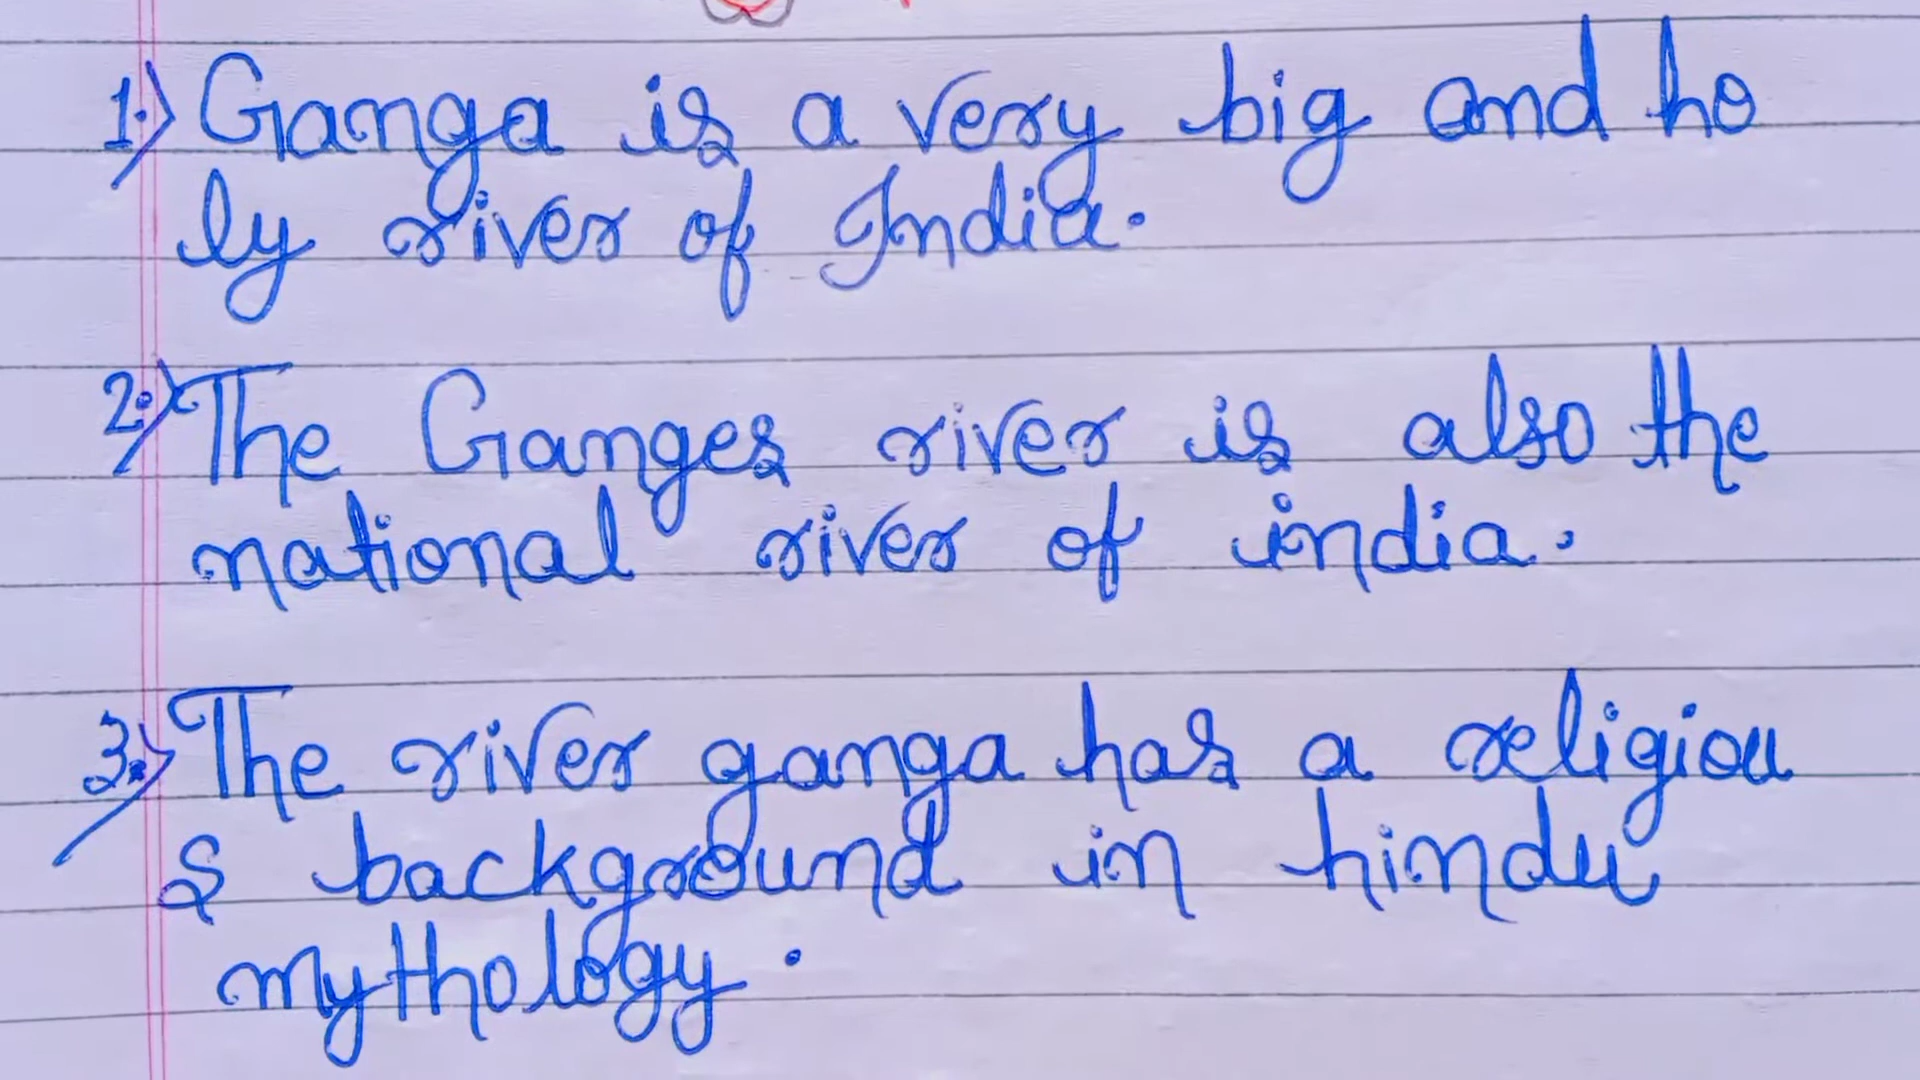 1.) Ganga is a very big and ho
ly river of India.
2.) The Ganges river is also the
national river of india.
3.) The river ganga has a religiou
s background in hindu
mythology.